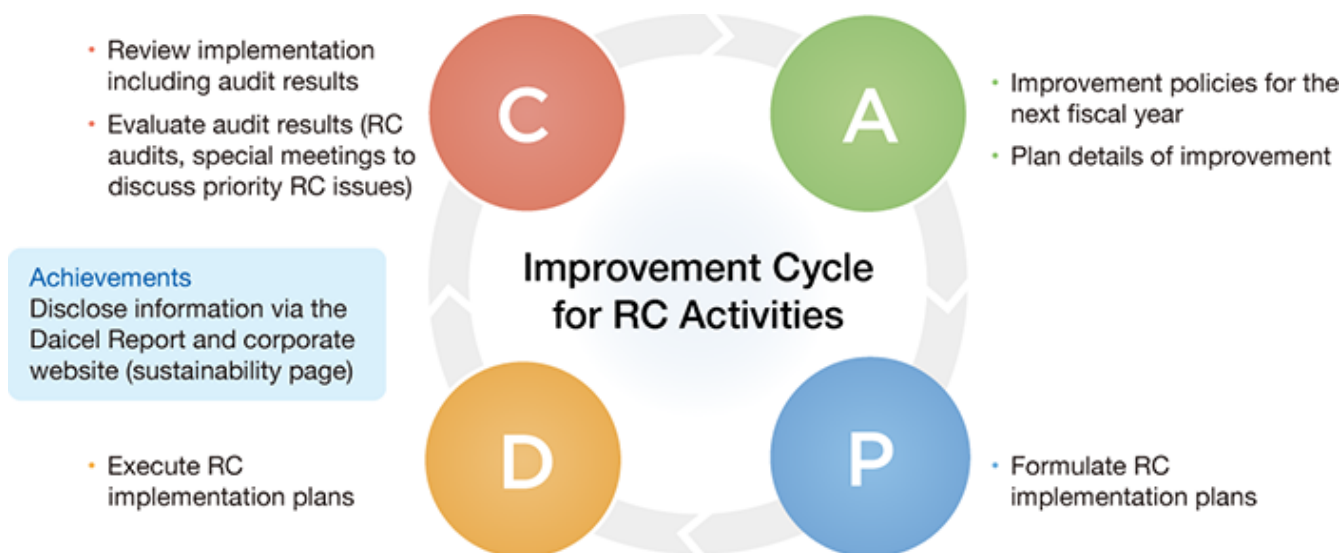 • Review implementation
including audit results
• Evaluate audit results (RC
audits, special meetings to
discuss priority RC issues)
C
A
• Improvement policies for the
next fiscal year
• Plan details of improvement
Improvement Cycle
for RC Activities
Achievements
Disclose information via the
Daicel Report and corporate
website (sustainability page)
D
• Execute RC
implementation plans
P
• Formulate RC
implementation plans